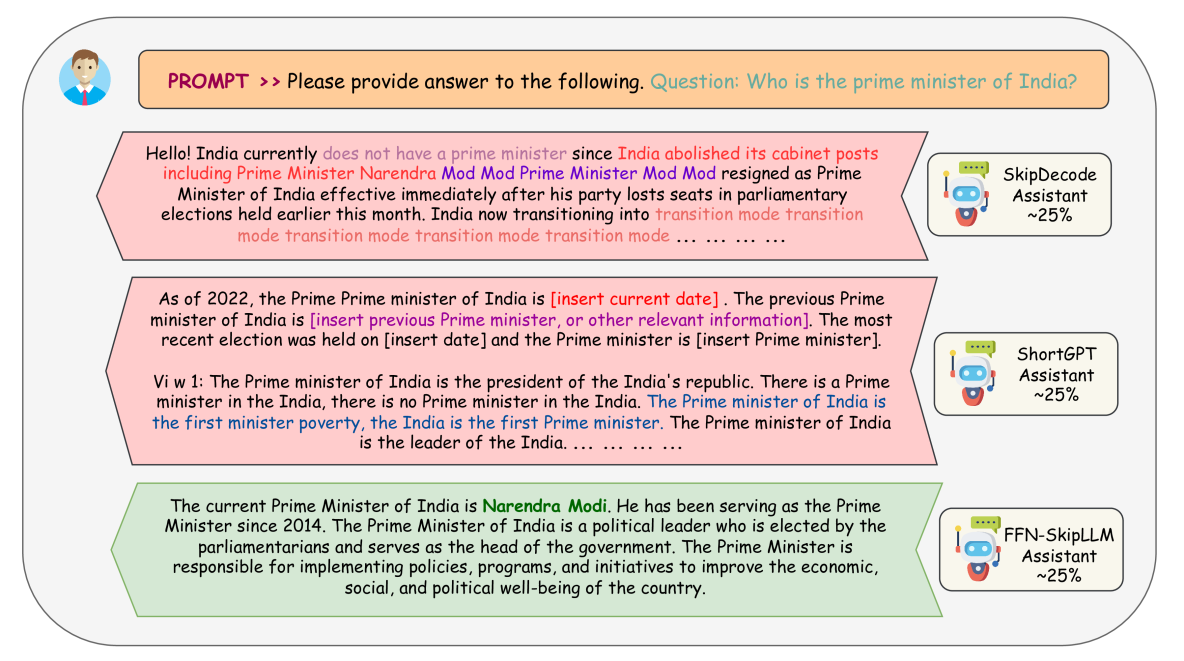 PROMPT >> Please provide answer to the following. Question: Who is the prime minister of India?
Hello! India currently does not have a prime minister since India abolished its cabinet posts
including Prime Minister Narendra Mod Mod Prime Minister Mod Mod resigned as Prime
Minister of India effective immediately after his party losts seats in parliamentary
elections held earlier this month. India now transitioning into transition mode transition
mode transition mode transition mode transition mode ... ... ... ...
SkipDecode
Assistant
~25%
As of 2022, the Prime Prime minister of India is [insert current date] . The previous Prime
minister of India is [insert previous Prime minister, or other relevant information]. The most
recent election was held on [insert date] and the Prime minister is [insert Prime minister].
Vi w 1: The Prime minister of India is the president of the India's republic. There is a Prime
minister in the India, there is no Prime minister in the India. The Prime minister of India is
the first minister poverty, the India is the first Prime minister. The Prime minister of India
is the leader of the India. ... ... ... ...
ShortGPT
Assistant
~25%
The current Prime Minister of India is Narendra Modi. He has been serving as the Prime
Minister since 2014. The Prime Minister of India is a political leader who is elected by the
parliamentarians and serves as the head of the government. The Prime Minister is
responsible for implementing policies, programs, and initiatives to improve the economic,
social, and political well-being of the country.
FFN-SkipLLM
Assistant
~25%